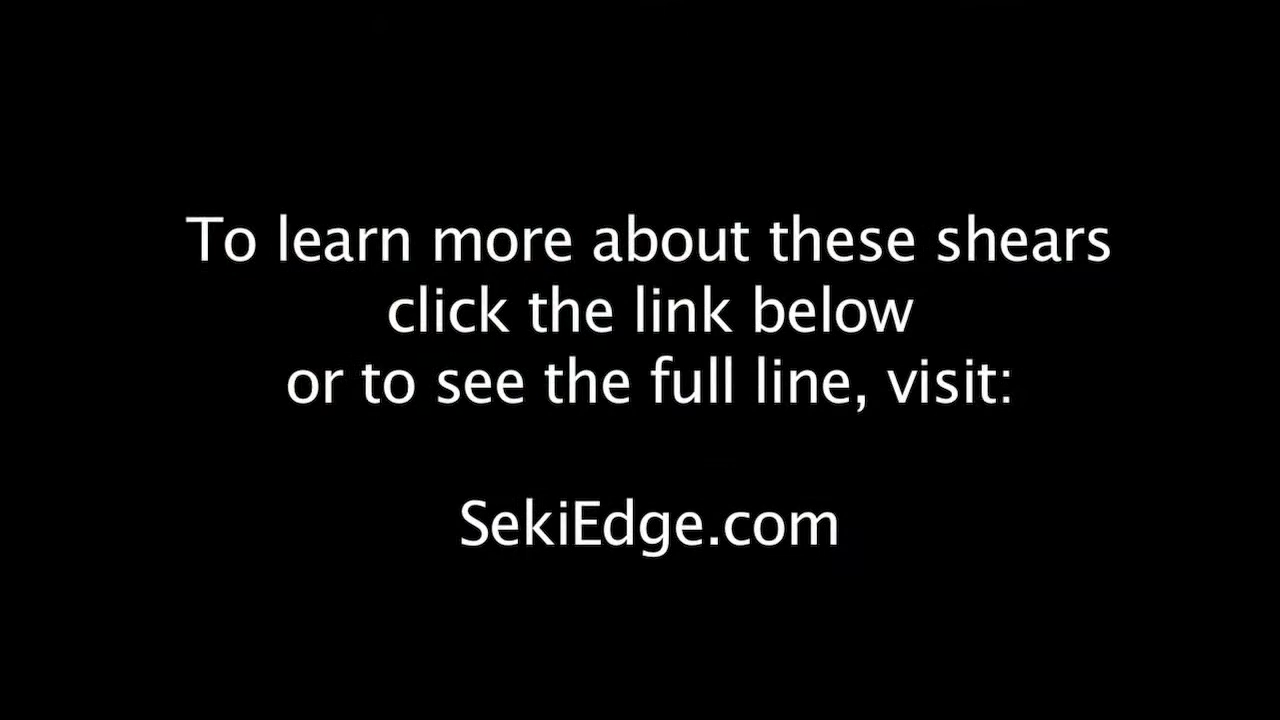 To learn more about these shears
click the link below
or to see the full line, visit:
SekiEdge.com